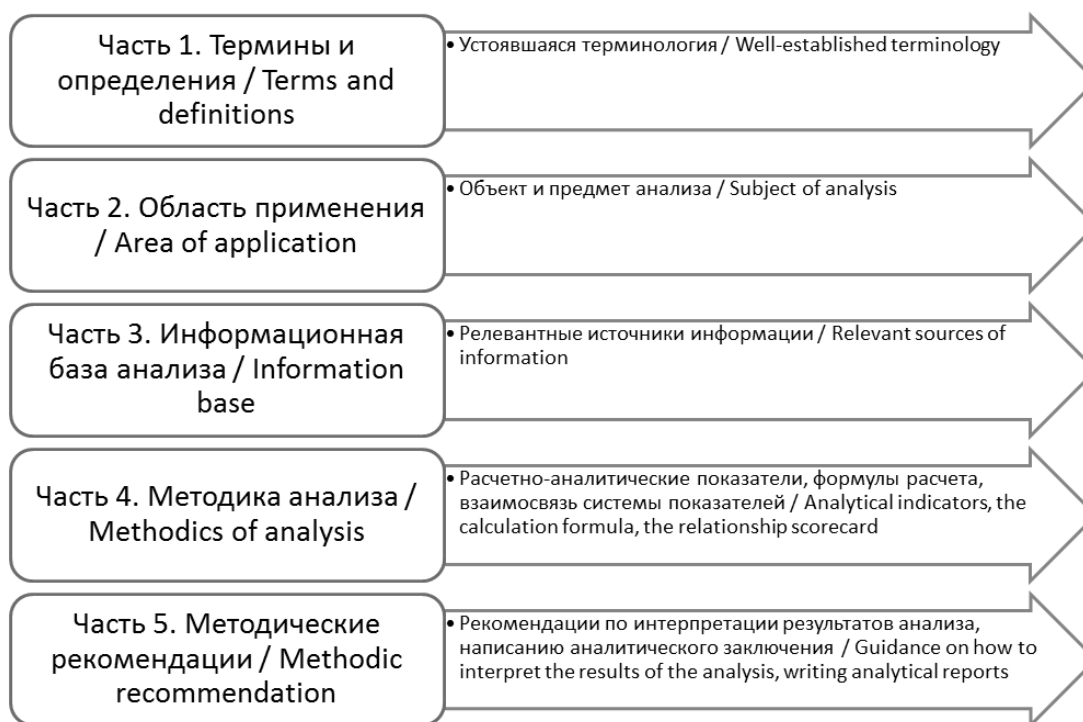 Часть 1. Термины и
определения / Terms and
definitions
• Устоявшаяся терминология / Well-established terminology
Часть 2. Область применения
/ Area of application
• Объект и предмет анализа / Subject of analysis
Часть 3. Информационная
база анализа / Information
base
• Релевантные источники информации / Relevant sources of
information
Часть 4. Методика анализа /
Methodics of analysis
• Расчетно-аналитические показатели, формулы расчета,
взаимосвязь системы показателей / Analytical indicators, the
calculation formula, the relationship scorecard
Часть 5. Методические
рекомендации / Methodic
recommendation
• Рекомендации по интерпретации результатов анализа,
написанию аналитического заключения / Guidance on how to
interpret the results of the analysis, writing analytical reports